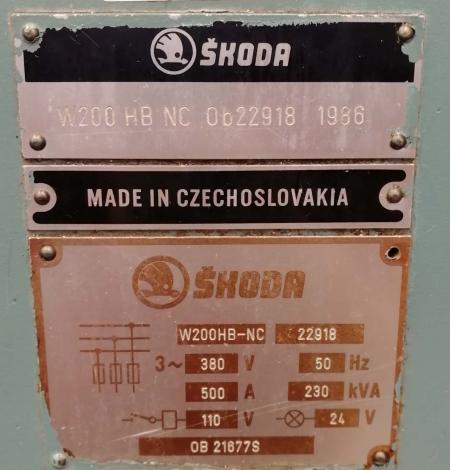 ŠKODA
W200 HB NC Ob22918 1986
MADE IN CZECHOSLOVAKIA
ŠKODA
W200HB-NC 22918
3~ 380 V 50 Hz
500 A 230 kVA
110 V 24 V
OB 21677S